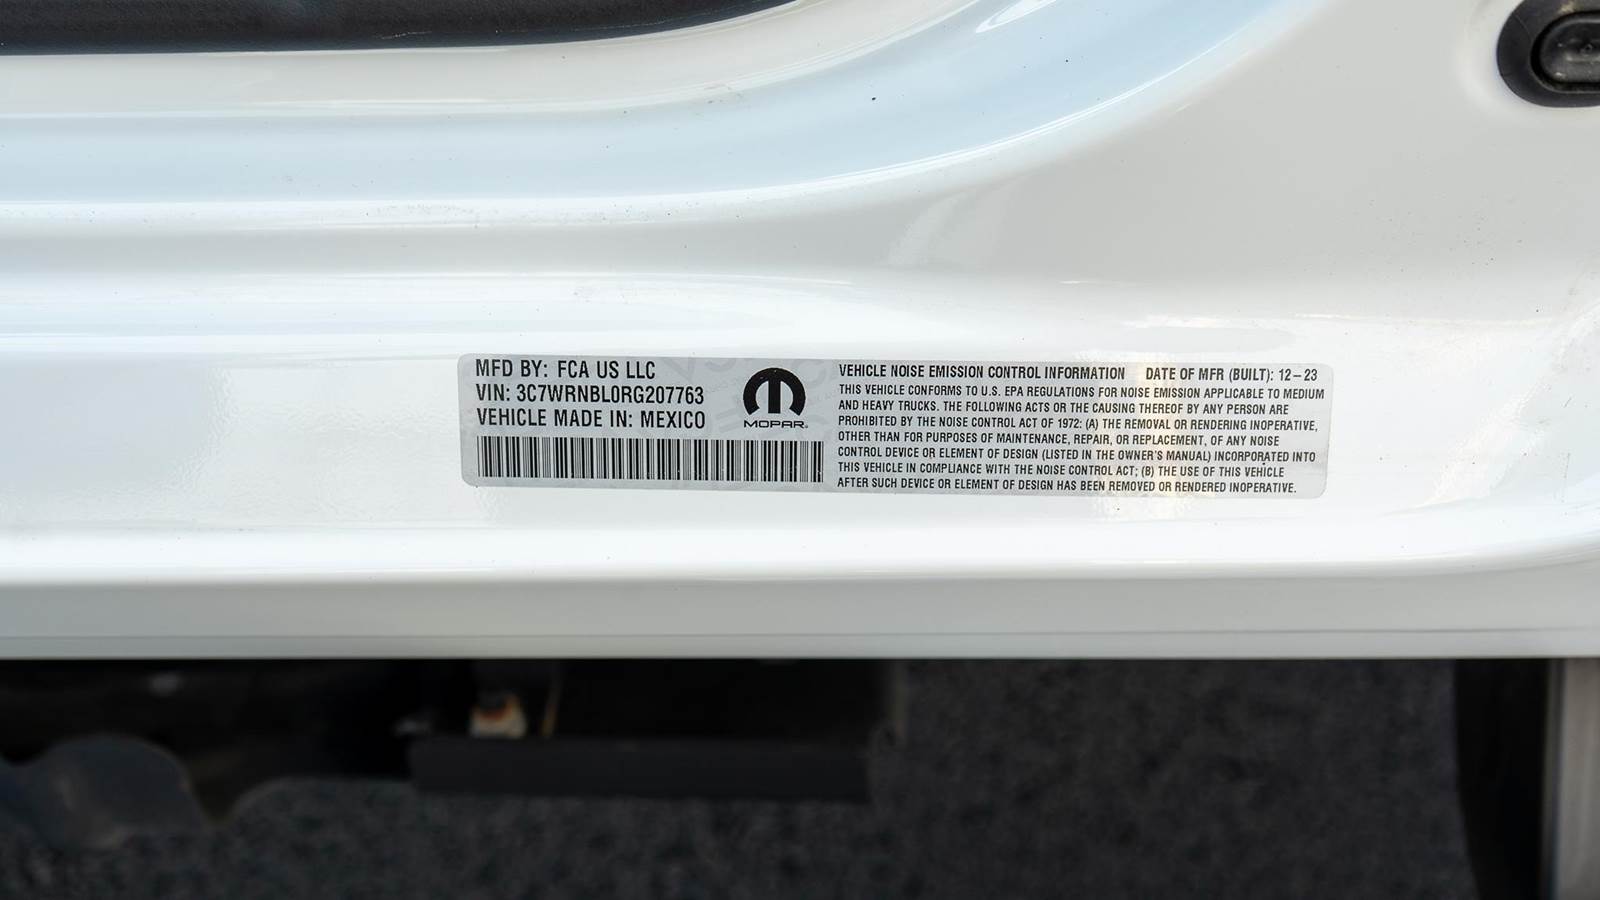 MFD BY: FCA US LLC
VIN: 3C7WRNBL0RG207763
VEHICLE MADE IN: MEXICO
MOPAR®
VEHICLE NOISE EMISSION CONTROL INFORMATION DATE OF MFR (BUILT): 12-23
THIS VEHICLE CONFORMS TO U.S. EPA REGULATIONS FOR NOISE EMISSION APPLICABLE TO MEDIUM
AND HEAVY TRUCKS. THE FOLLOWING ACTS OR THE CAUSING THEREOF BY ANY PERSON ARE
PROHIBITED BY THE NOISE CONTROL ACT OF 1972: (A) THE REMOVAL OR RENDERING INOPERATIVE,
OTHER THAN FOR PURPOSES OF MAINTENANCE, REPAIR, OR REPLACEMENT, OF ANY NOISE
CONTROL DEVICE OR ELEMENT OF DESIGN (LISTED IN THE OWNER'S MANUAL) INCORPORATED INTO
THIS VEHICLE IN COMPLIANCE WITH THE NOISE CONTROL ACT; (B) THE USE OF THIS VEHICLE
AFTER SUCH DEVICE OR ELEMENT OF DESIGN HAS BEEN REMOVED OR RENDERED INOPERATIVE.